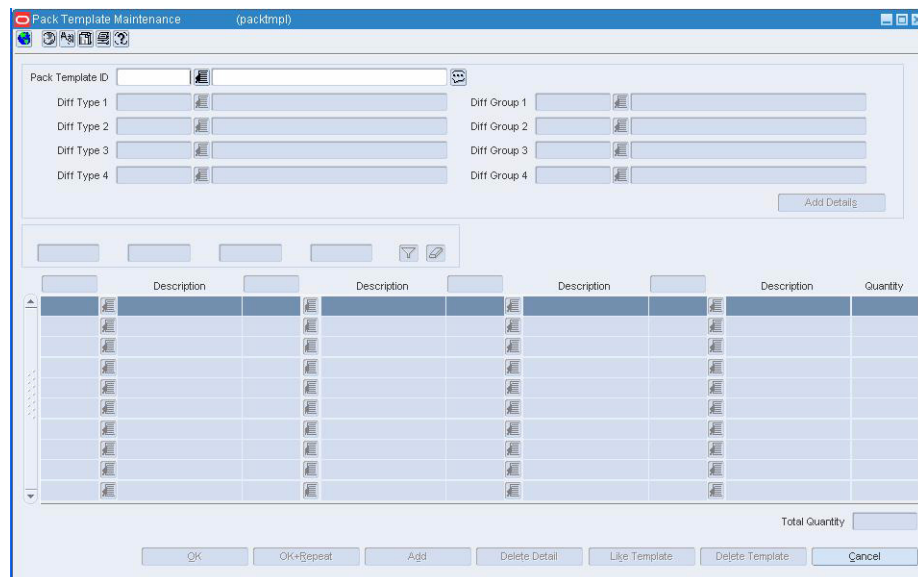 Pack Template Maintenance (packtmpl)
Pack Template ID
Diff Type 1 Diff Group 1
Diff Type 2 Diff Group 2
Diff Type 3 Diff Group 3
Diff Type 4 Diff Group 4
Add Details
Description Description Description Description Quantity
Total Quantity
OK OK+Repeat Add Delete Detail Like Template Delete Template Cancel